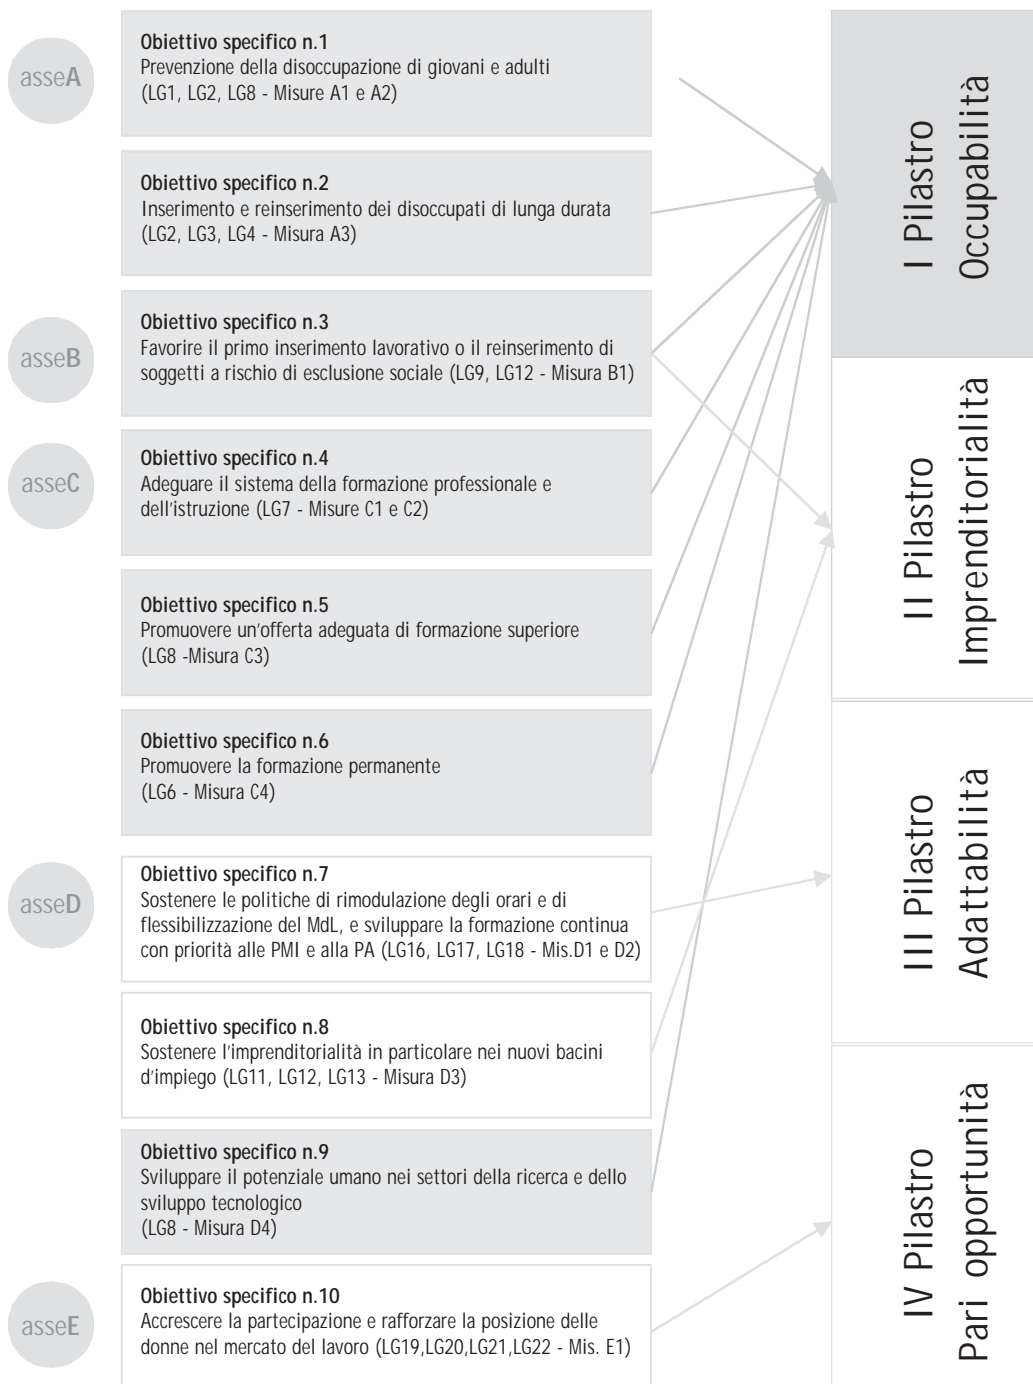 asseA
Obiettivo specifico n.1
Prevenzione della disoccupazione di giovani e adulti
(LG1, LG2, LG8 - Misure A1 e A2)
Obiettivo specifico n.2
Inserimento e reinserimento dei disoccupati di lunga durata
(LG2, LG3, LG4 - Misura A3)
asseB
Obiettivo specifico n.3
Favorire il primo inserimento lavorativo o il reinserimento di
soggetti a rischio di esclusione sociale (LG9, LG12 - Misura B1)
asseC
Obiettivo specifico n.4
Adeguare il sistema della formazione professionale e
dell'istruzione (LG7 - Misure C1 e C2)
Obiettivo specifico n.5
Promuovere un'offerta adeguata di formazione superiore
(LG8 -Misura C3)
Obiettivo specifico n.6
Promuovere la formazione permanente
(LG6 - Misura C4)
asseD
Obiettivo specifico n.7
Sostenere le politiche di rimodulazione degli orari e di
flessibilizzazione del MdL, e sviluppare la formazione continua
con priorità alle PMI e alla PA (LG16, LG17, LG18 - Mis.D1 e D2)
Obiettivo specifico n.8
Sostenere l'imprenditorialità in particolare nei nuovi bacini
d'impiego (LG11, LG12, LG13 - Misura D3)
Obiettivo specifico n.9
Sviluppare il potenziale umano nei settori della ricerca e dello
sviluppo tecnologico
(LG8 - Misura D4)
asseE
Obiettivo specifico n.10
Accrescere la partecipazione e rafforzare la posizione delle
donne nel mercato del lavoro (LG19,LG20,LG21,LG22 - Mis. E1)
I Pilastro
Occupabilità
II Pilastro
Imprenditorialità
III Pilastro
Adattabilità
IV Pilastro
Pari opportunità